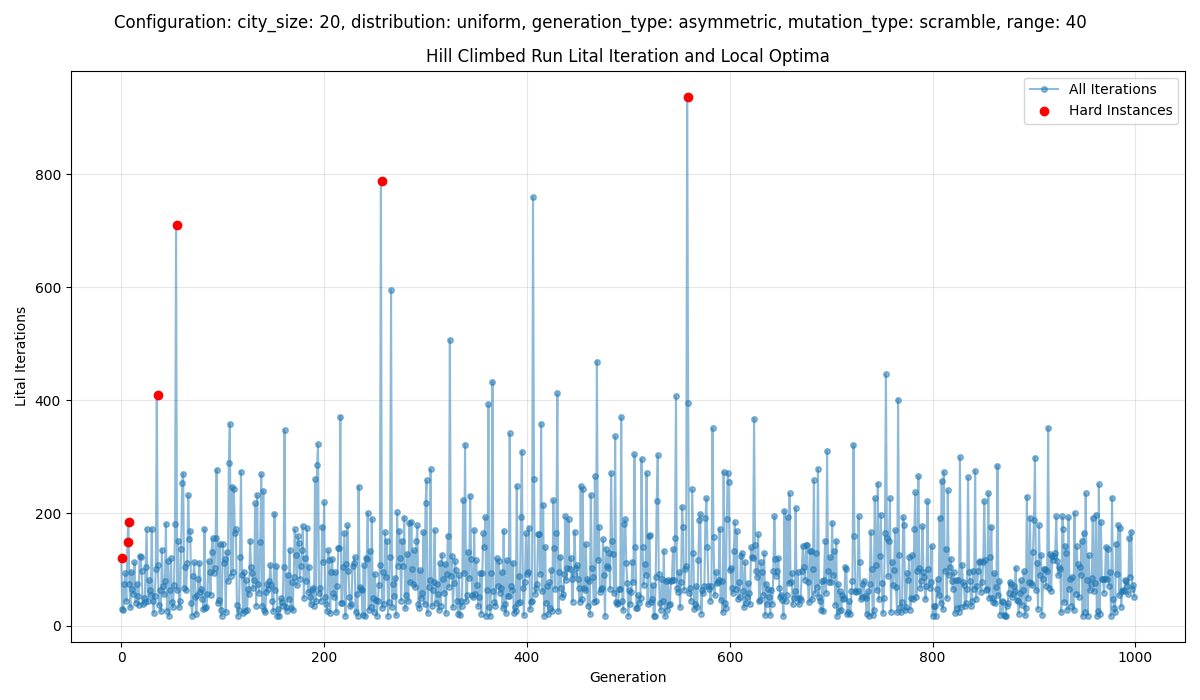 Configuration: city_size: 20, distribution: uniform, generation_type: asymmetric, mutation_type: scramble, range: 40
Hill Climbed Run Lital Iteration and Local Optima
All Iterations
Hard Instances
800
600
400
200
0
Lital Iterations
0 200 400 600 800 1000
Generation